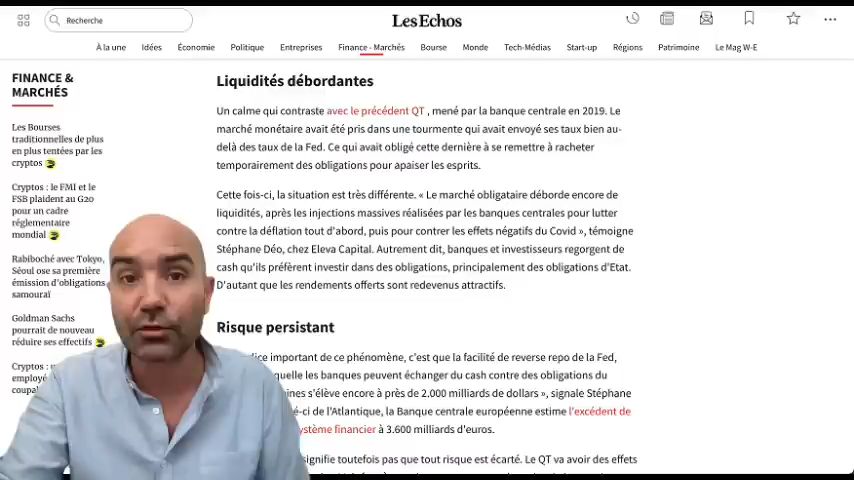 Recherche
Les Echos
À la une Idées Économie Politique Entreprises Finance - Marchés Bourse Monde Tech-Médias Start-up Régions Patrimoine Le Mag W-E
FINANCE &
MARCHÉS
Les Bourses
traditionnelles de plus
en plus tentées par les
cryptos
Cryptos : le FMI et le
FSB plaident au G20
pour un cadre
réglementaire
mondial
Rabiboché avec Tokyo,
Séoul ose sa première
émission d'obligations
samouraï
Goldman Sachs
pourrait de nouveau
réduire ses effectifs
Cryptos :
employé
Liquidités débordantes
Un calme qui contraste avec le précédent QT , mené par la banque centrale en 2019. Le
marché monétaire avait été pris dans une tourmente qui avait envoyé ses taux bien au-
delà des taux de la Fed. Ce qui avait obligé cette dernière à se remettre à racheter
temporairement des obligations pour apaiser les esprits.
Cette fois-ci, la situation est très différente. « Le marché obligataire déborde encore de
liquidités, après les injections massives réalisées par les banques centrales pour lutter
contre la déflation tout d'abord, puis pour contrer les effets négatifs du Covid », témoigne
Stéphane Déo, chez Eleva Capital. Autrement dit, banques et investisseurs regorgent de
cash qu'ils préfèrent investir dans des obligations, principalement des obligations d'Etat.
D'autant que les rendements offerts sont redevenus attractifs.
Risque persistant
dice important de ce phénomène, c'est que la facilité de reverse repo de la Fed,
quelle les banques peuvent échanger du cash contre des obligations du
ines s'élève encore à près de 2.000 milliards de dollars », signale Stéphane
é-ci de l'Atlantique, la Banque centrale européenne estime l'excédent de
stème financier à 3.600 milliards d'euros.
signifie toutefois pas que tout risque est écarté. Le QT va avoir des effets